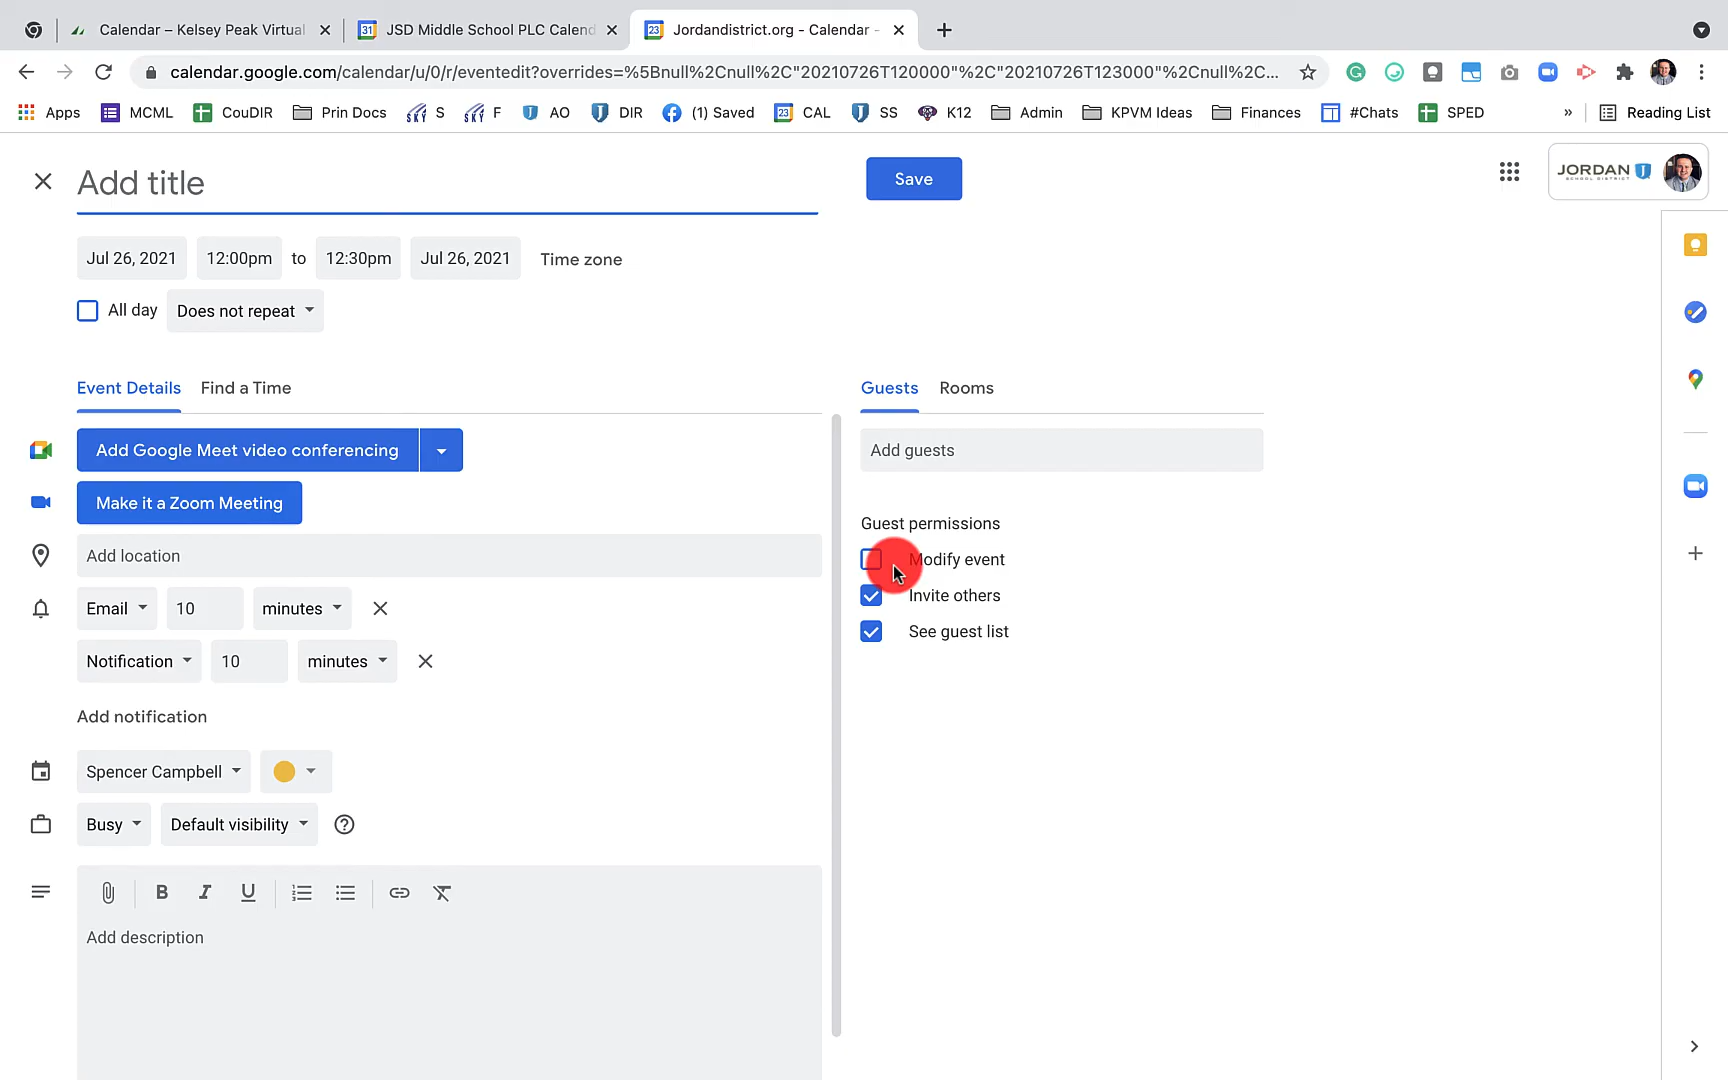 Calendar – Kelsey Peak Virtual
31 JSD Middle School PLC Calend
23 Jordandistrict.org - Calendar -
calendar.google.com/calendar/u/0/r/eventedit?overrides=%5Bnull%2Cnull%2C"20210726T120000"%2C"20210726T123000"%2Cnull%2C...
Apps MCML CouDIR Prin Docs S F AO DIR (1) Saved 23 CAL SS K12 Admin KPVM Ideas Finances #Chats SPED » Reading List
Add title
Save
JORDAN
SCHOOL DISTRICT
Jul 26, 2021 12:00pm to 12:30pm Jul 26, 2021 Time zone
All day Does not repeat
Event Details Find a Time
Guests Rooms
Add Google Meet video conferencing
Add guests
Make it a Zoom Meeting
Guest permissions
Add location
Modify event
Invite others
Email 10 minutes
See guest list
Notification 10 minutes
Add notification
Spencer Campbell
Busy Default visibility
B I U
Add description